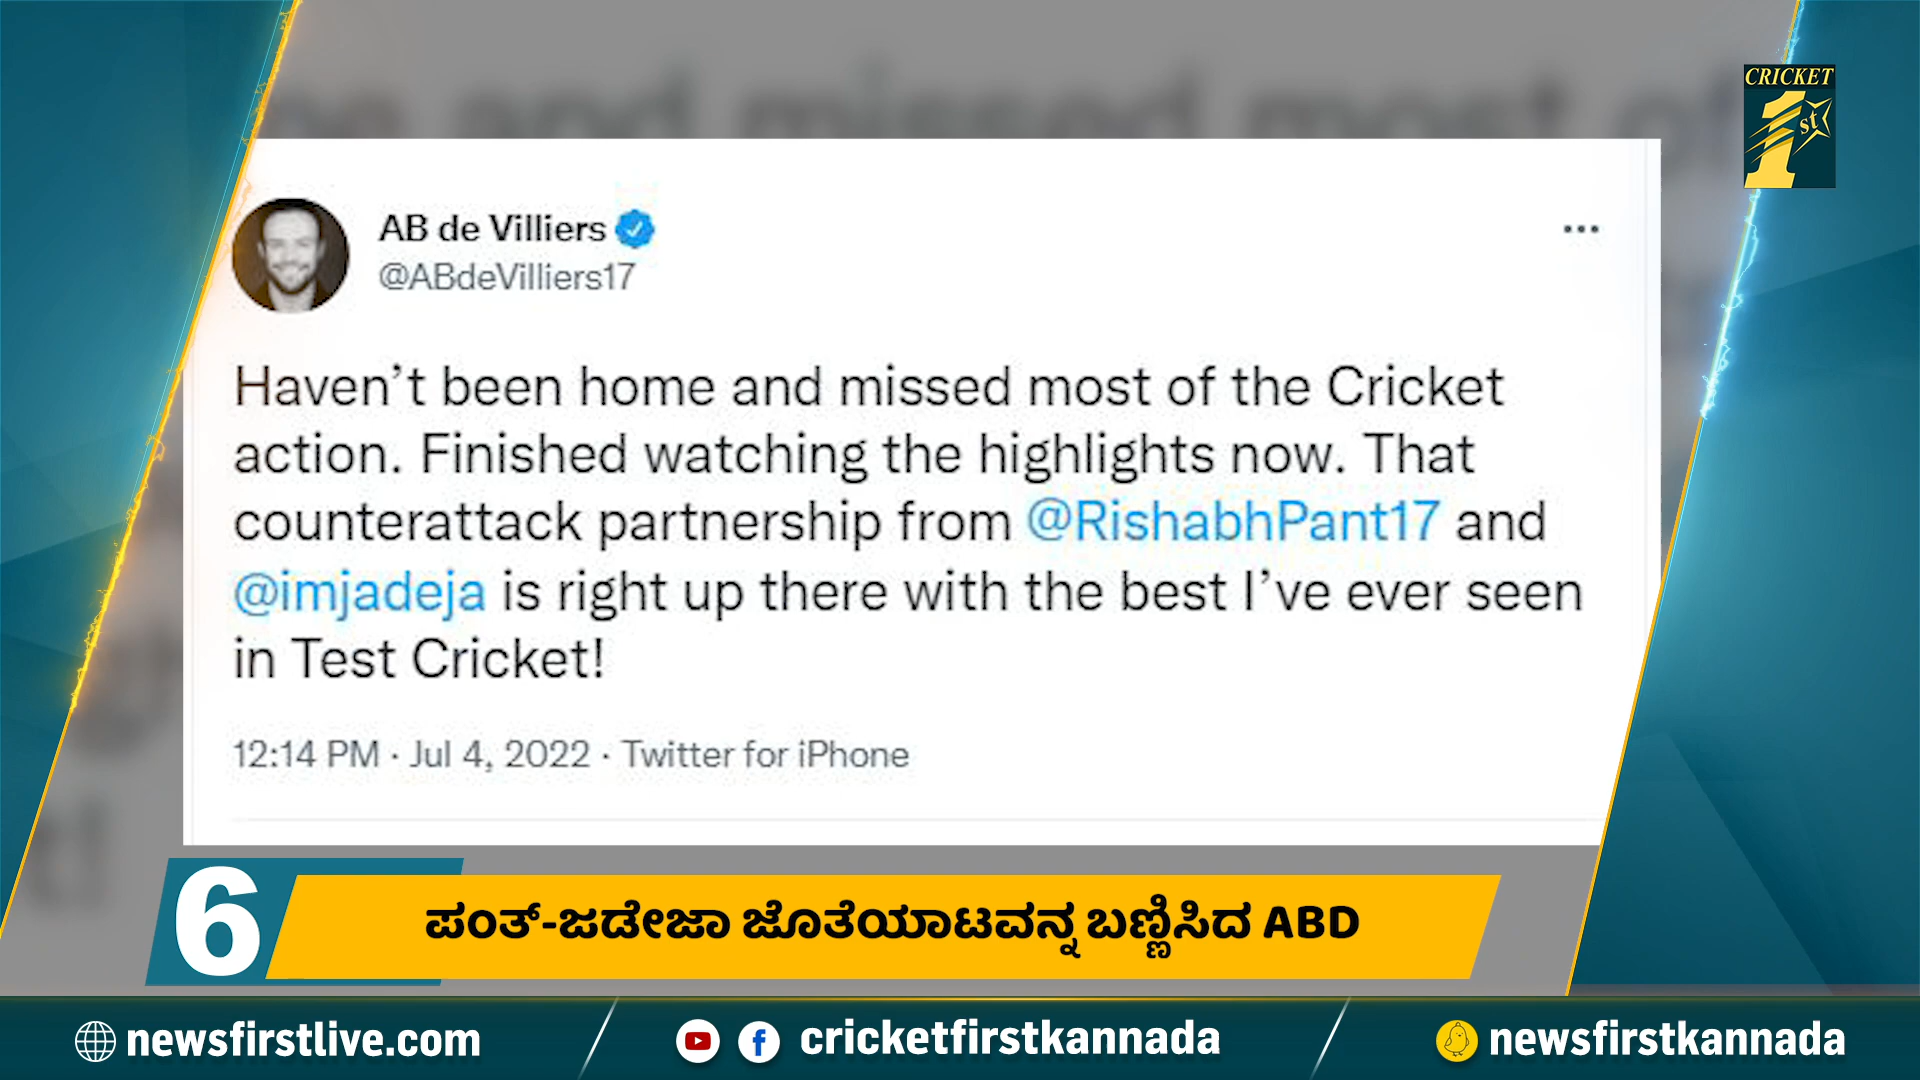 CRICKET
1st
AB de Villiers
@ABdeVilliers17
Haven’t been home and missed most of the Cricket
action. Finished watching the highlights now. That
counterattack partnership from @RishabhPant17 and
@imjadeja is right up there with the best I’ve ever seen
in Test Cricket!
12:14 PM · Jul 4, 2022 · Twitter for iPhone
6
ಪಂತ್-ಜಡೇಜಾ ಜೊತೆಯಾಟವನ್ನ ಬಣ್ಣಿಸಿದ ABD
newsfirstlive.com
cricketfirstkannada
newsfirstkannada